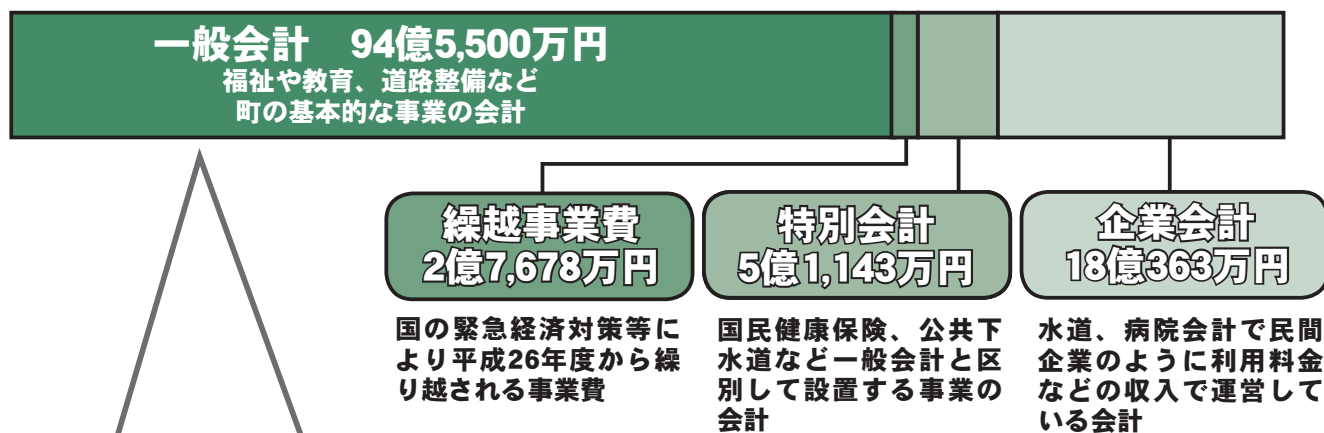 一般会計　94億5,500万円
福祉や教育、道路整備など
町の基本的な事業の会計
繰越事業費
2億7,678万円
国の緊急経済対策等に
より平成26年度から繰
り越される事業費
特別会計
5億1,143万円
国民健康保険、公共下
水道など一般会計と区
別して設置する事業の
会計
企業会計
18億363万円
水道、病院会計で民間
企業のように利用料金
などの収入で運営して
いる会計